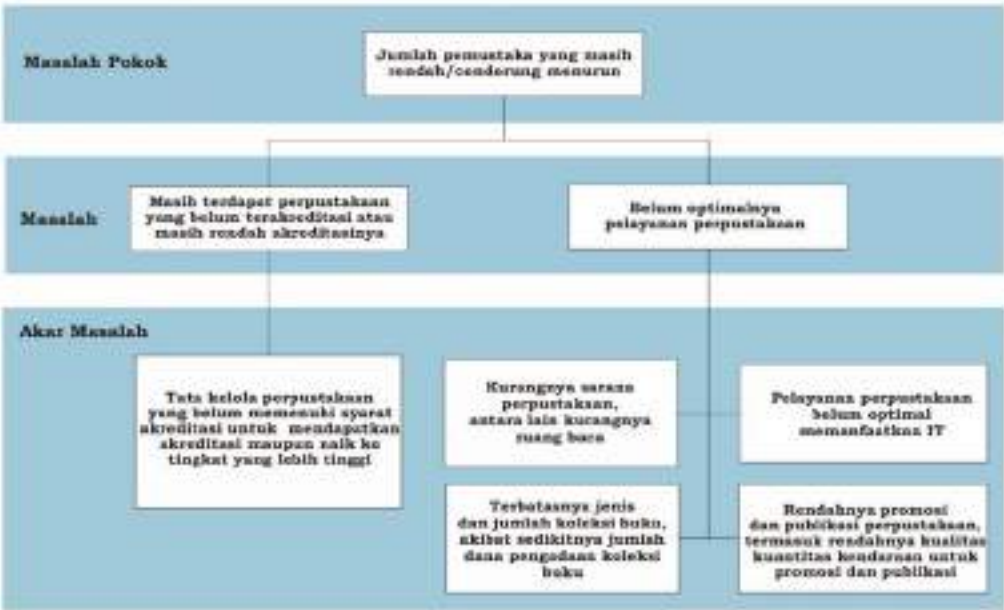 Masalah Pokok
Jumlah pemustaka yang masih
rendah/cenderung menurun
Masalah
Masih terdapat perpustakaan
yang belum terakreditasi atau
masih rendah akreditasinya
Belum optimalnya
pelayanan perpustakaan
Akar Masalah
Tata kelola perpustakaan
yang belum memenuhi syarat
akreditasi untuk mendapatkan
akreditasi maupun naik ke
tingkat yang lebih tinggi
Kurangnya sarana
perpustakaan,
antara lain kurangnya
ruang baca
Pelayanan perpustakaan
belum optimal
memanfaatkna IT
Terbatasnya jenis
dan jumlah koleksi buku,
akibat sedikitnya jumlah
dana pengadaan koleksi
buku
Rendahnya promosi
dan publikasi perpustakaan,
termasuk rendahnya kualitas
kuantitas kendaraan untuk
promosi dan publikasi